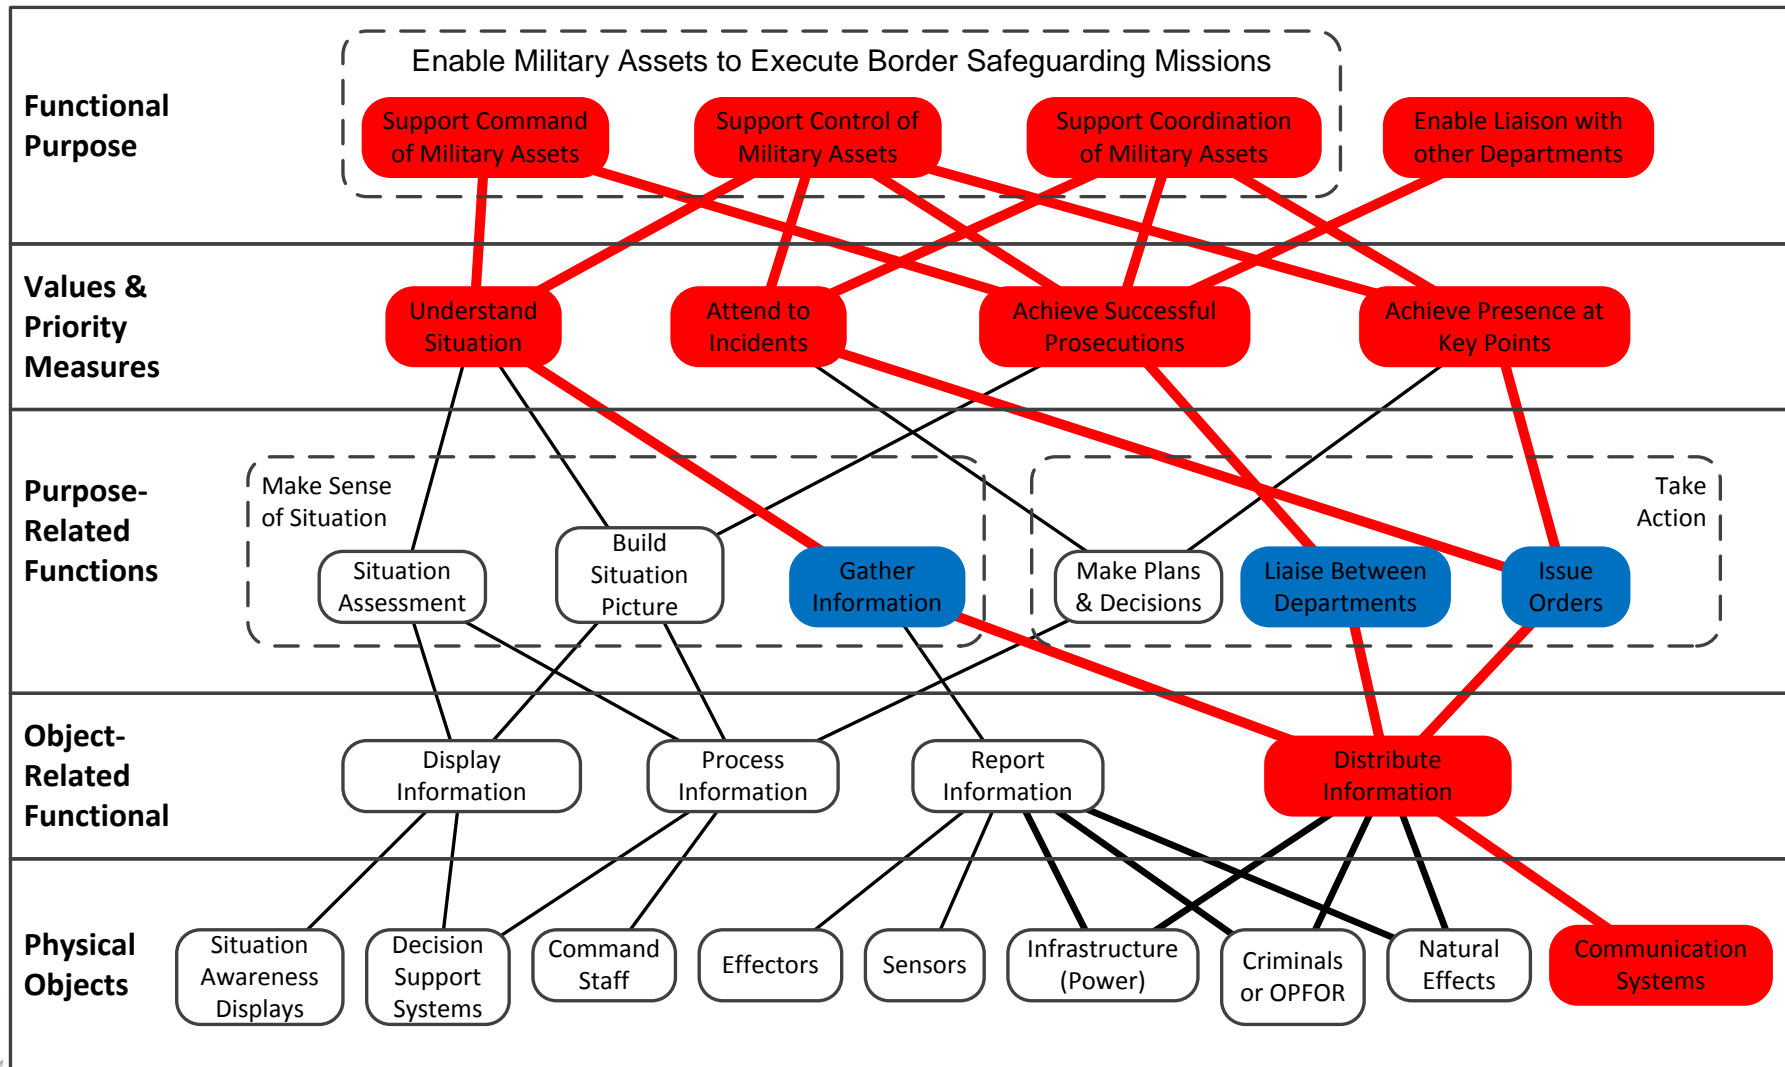 Enable Military Assets to Execute Border Safeguarding Missions
Functional
Purpose
Support Command
of Military Assets
Support Control of
Military Assets
Support Coordination
of Military Assets
Enable Liaison with
other Departments
Values &
Priority
Measures
Understand
Situation
Attend to
Incidents
Achieve Successful
Prosecutions
Achieve Presence at
Key Points
Purpose-
Related
Functions
Make Sense
of Situation
Take
Action
Situation
Assessment
Build
Situation
Picture
Gather
Information
Make Plans
& Decisions
Liaise Between
Departments
Issue
Orders
Object-
Related
Functional
Display
Information
Process
Information
Report
Information
Distribute
Information
Physical
Objects
Situation
Awareness
Displays
Decision
Support
Systems
Command
Staff
Effectors
Sensors
Infrastructure
(Power)
Criminals
or OPFOR
Natural
Effects
Communication
Systems